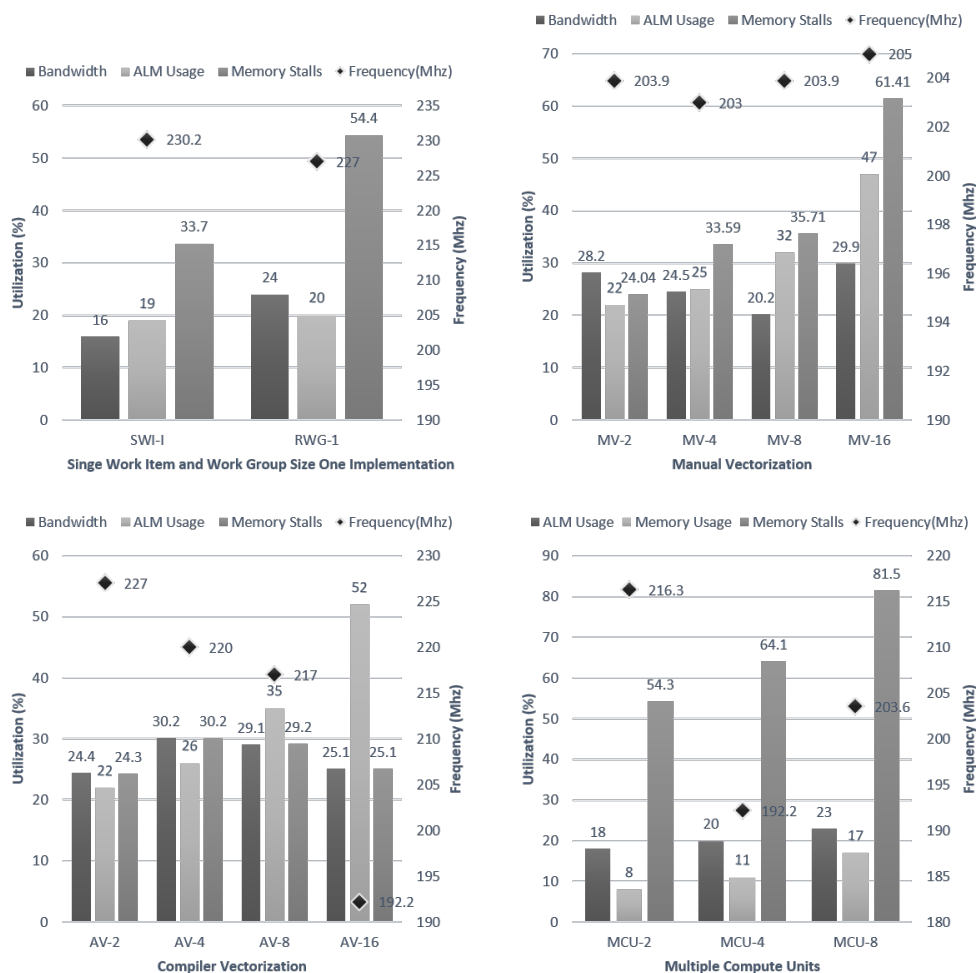 Bandwidth ALM Usage Memory Stalls Frequency(Mhz)
60 235
54.4
230.2 230
50
227 225
40 220
33.7
215
30
24 210
20 19 20 205
16
200
10
195
0 190
SWI-I RWG-1
Utilization (%)
Frequency (Mhz)
Singe Work Item and Work Group Size One Implementation
Bandwidth ALM Usage Memory Stalls Frequency(Mhz)
70 205
203.9 203.9 204
61.41
60 203
202
50 47
200
40
33.59 35.71 198
32
30 28.2 29.9
24.5 25 196
22 24.04
20 20.2 194
10 192
0 190
MV-2 MV-4 MV-8 MV-16
Utilization (%)
Frequency (Mhz)
Manual Vectorization
Bandwidth ALM Usage Memory Stalls Frequency(Mhz)
60 230
227
52
50 225
220 220
40
217 215
35
30 30.2 30.2 29.1 29.2 210
24.4 24.3 26 25.1 25.1
22 205
20
200
10
195
192.2
0 190
AV-2 AV-4 AV-8 AV-16
Utilization (%)
Frequency (Mhz)
Compiler Vectorization
ALM Usage Memory Usage Memory Stalls Frequency(Mhz)
90 220
81.5
80 216.3 215
70
64.1 210
60
54.3 205
50 203.6
200
40
195
30
192.2
23 190
20 18 20 17
11 185
10 8
0 180
MCU-2 MCU-4 MCU-8
Utilization (%)
Frequency (Mhz)
Multiple Compute Units